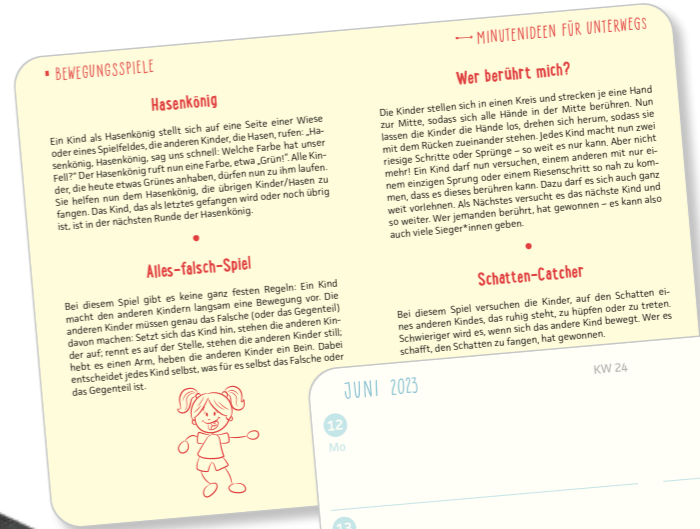 BEWEGUNGSSPIELE
Hasenkönig
Ein Kind als Hasenkönig stellt sich auf eine Seite einer Wiese
oder eines Spielfeldes, die anderen Kinder, die Hasen, rufen: „Ha-
senkönig, Hasenkönig, sag uns schnell: Welche Farbe hat unser
Fell?“ Der Hasenkönig ruft nun eine Farbe, etwa „Grün!“. Alle Kin-
der, die heute etwas Grünes anhaben, dürfen nun zu ihm laufen.
Sie helfen nun dem Hasenkönig, die übrigen Kinder/Hasen zu
fangen. Das Kind, das als letztes gefangen wird oder noch übrig
ist, ist in der nächsten Runde der Hasenkönig.
Alles-falsch-Spiel
Bei diesem Spiel gibt es keine ganz festen Regeln: Ein Kind
macht den anderen Kindern langsam eine Bewegung vor. Die
anderen Kinder müssen genau das Falsche (oder das Gegenteil)
davon machen: Setzt sich das Kind hin, stehen die anderen Kin-
der auf; rennt es auf der Stelle, stehen die anderen Kinder still;
hebt es einen Arm, heben die anderen Kinder ein Bein. Dabei
entscheidet jedes Kind selbst, was für es selbst das Falsche oder
das Gegenteil ist.
MINUTENIDEEN FÜR UNTERWEGS
Wer berührt mich?
Die Kinder stellen sich in einen Kreis und strecken je eine Hand
zur Mitte, sodass sich alle Hände in der Mitte berühren. Nun
lassen die Kinder die Hände los, drehen sich herum, sodass sie
mit dem Rücken zueinander stehen. Jedes Kind macht nun zwei
riesige Schritte oder Sprünge – so weit es nur kann. Aber nicht
mehr! Ein Kind darf nun versuchen, einem anderen mit nur ei-
nem einzigen Sprung oder einem Riesenschritt so nah zu kom-
men, dass es dieses berühren kann. Dazu darf es sich auch ganz
weit vorlehnen. Als Nächstes versucht es das nächste Kind und
so weiter. Wer jemanden berührt, hat gewonnen – es kann also
auch viele Sieger*innen geben.
Schatten-Catcher
Bei diesem Spiel versuchen die Kinder, auf den Schatten ei-
nes anderen Kindes, das ruhig steht, zu hüpfen oder zu treten.
Schwieriger wird es, wenn sich das andere Kind bewegt. Wer es
schafft, den Schatten zu fangen, hat gewonnen.
JUNI 2023
KW 24
12
Mo
13